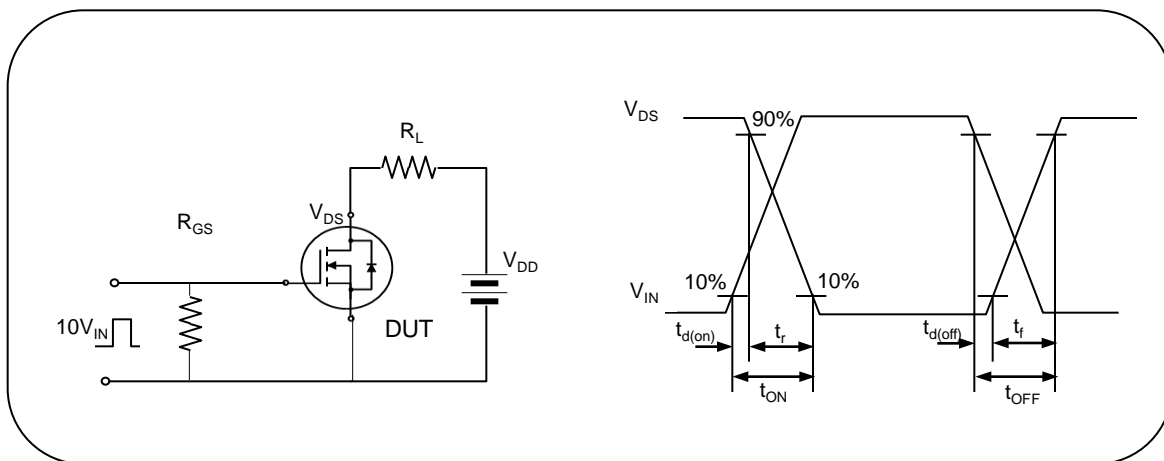 R_L
V_DS
R_GS
V_DD
10V_IN
DUT
V_DS
90%
10%
10%
V_IN
t_d(on)
t_r
t_d(off)
t_f
t_ON
t_OFF